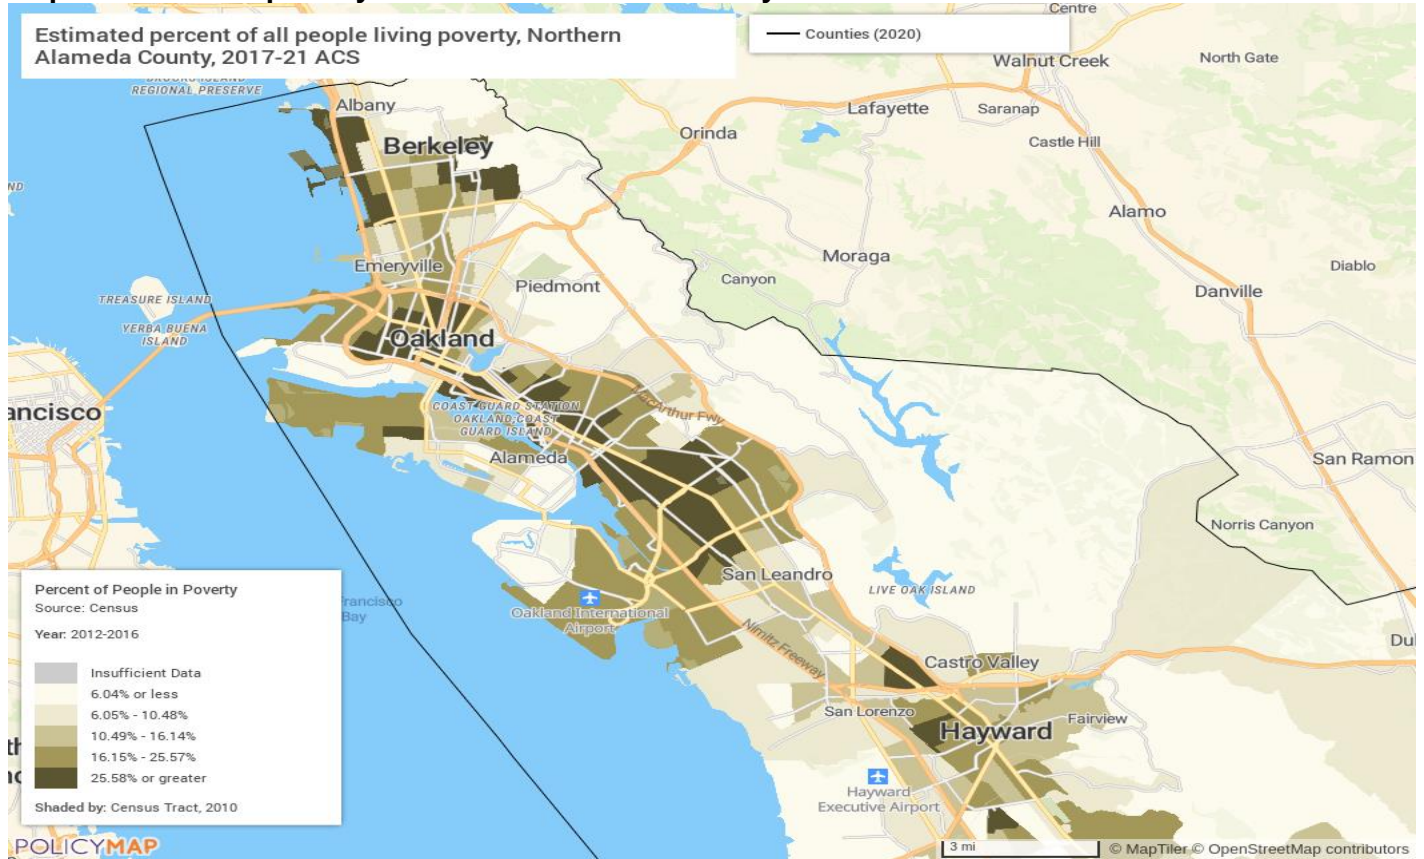 Estimated percent of all people living poverty, Northern
Alameda County, 2017-21 ACS
Counties (2020)
Centre
Walnut Creek
North Gate
REGIONAL PRESERVE
Albany
Lafayette
Saranap
Orinda
Castle Hill
Berkeley
ND
Alamo
Moraga
Emeryville
Canyon
Diablo
Piedmont
Danville
TREASURE ISLAND
YERBA BUENA
ISLAND
Oakland
ancisco
COAST GUARD STATION
OAKLAND;COAST
GUARD ISLAND
MacArthur Fwy
Alameda
San Ramon
Norris Canyon
San Leandro
LIVE OAK ISLAND
Oakland International
Airport
Francisco
Bay
Nimitz Freeway
Du
Castro Valley
San Lorenzo
Fairview
Hayward
Hayward
Executive Airport
Percent of People in Poverty
Source: Census
Year: 2012-2016
Insufficient Data
6.04% or less
6.05% - 10.48%
10.49% - 16.14%
16.15% - 25.57%
25.58% or greater
Shaded by: Census Tract, 2010
POLICYMAP
3 mi
© MapTiler © OpenStreetMap contributors